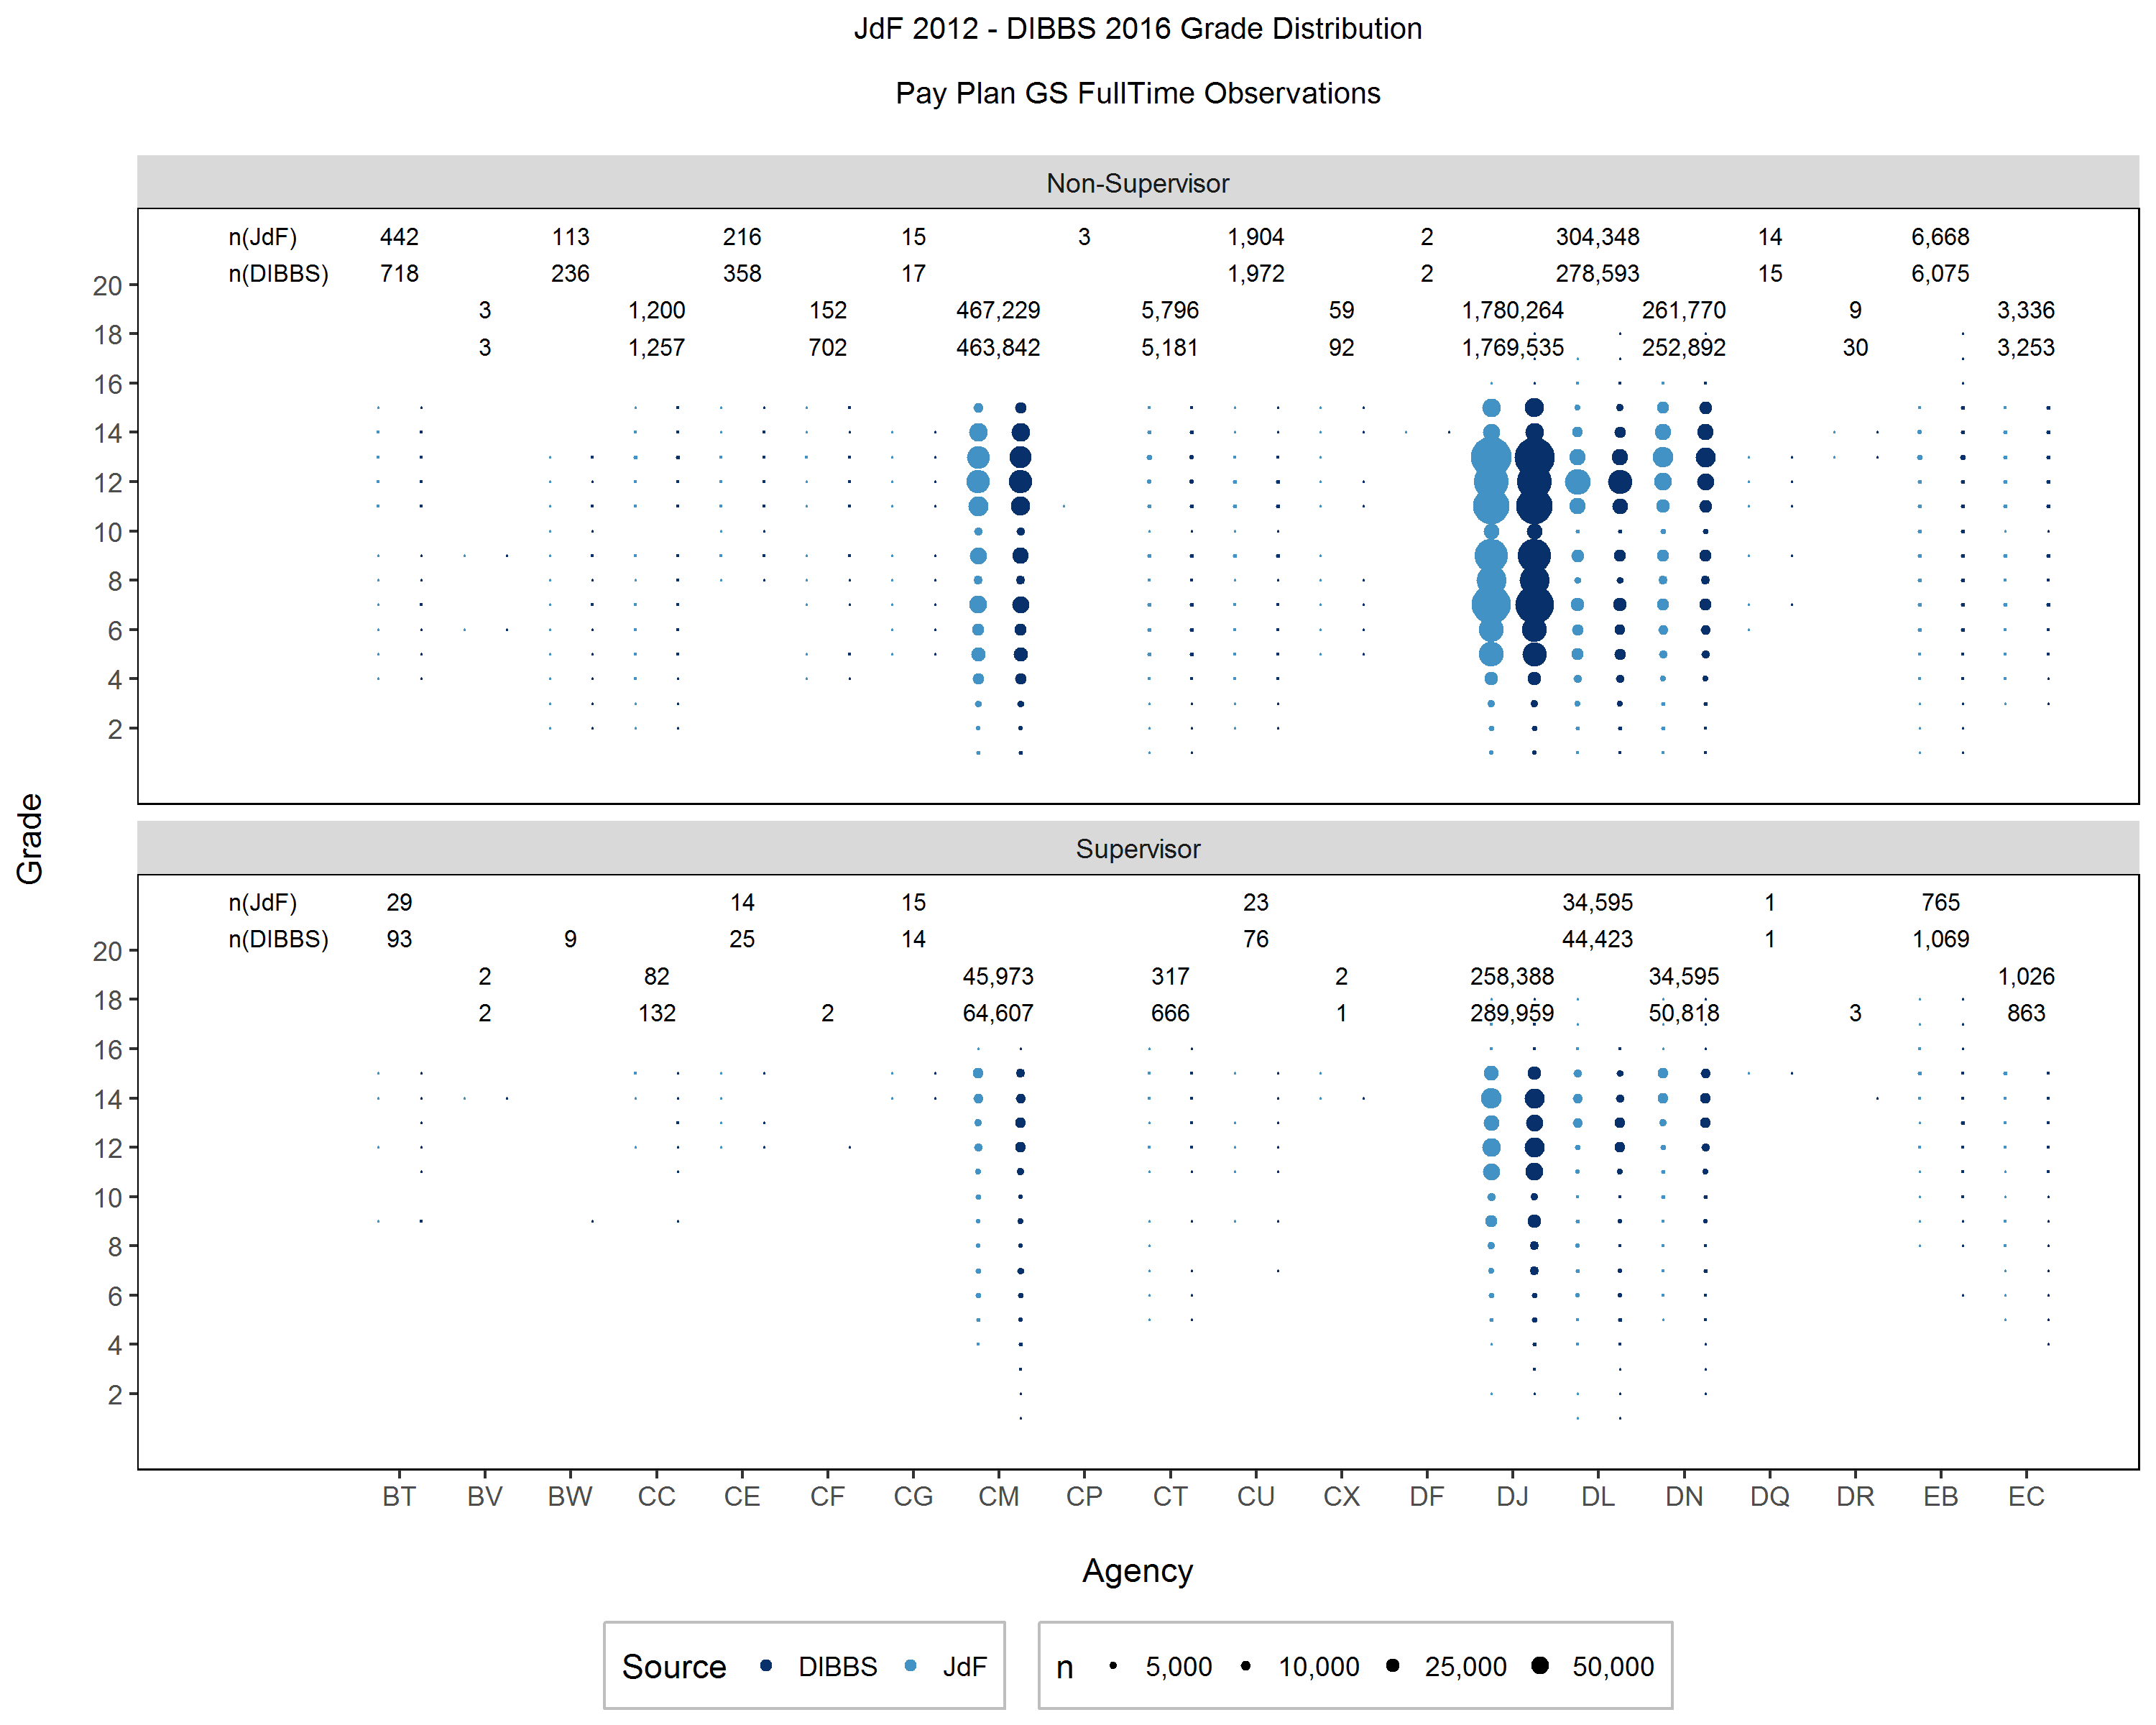 JdF 2012 - DIBBS 2016 Grade Distribution
Pay Plan GS FullTime Observations
Non-Supervisor
n(JdF) 442 113 216 15 3 1,904 2 304,348 14 6,668
n(DIBBS) 718 236 358 17 1,972 2 278,593 15 6,075
20
3 1,200 152 467,229 5,796 59 1,780,264 261,770 9 3,336
18
3 1,257 702 463,842 5,181 92 1,769,535 252,892 30 3,253
16
14
12
10
8
6
4
2
Grade
Supervisor
n(JdF) 29 14 15 23 34,595 1 765
n(DIBBS) 93 9 25 14 76 44,423 1 1,069
20
2 82 45,973 317 2 258,388 34,595 1,026
18
2 132 2 64,607 666 1 289,959 50,818 3 863
16
14
12
10
8
6
4
2
BT BV BW CC CE CF CG CM CP CT CU CX DF DJ DL DN DQ DR EB EC
Agency
Source DIBBS JdF n 5,000 10,000 25,000 50,000